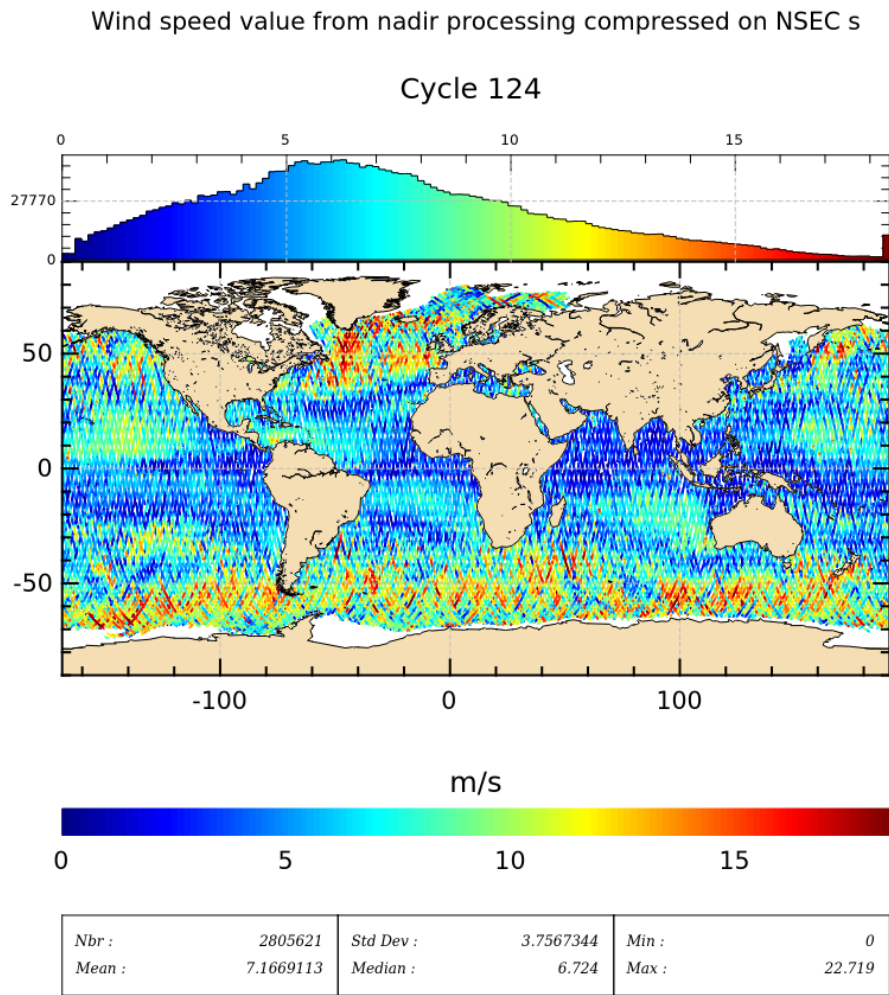 Wind speed value from nadir processing compressed on NSEC s
Cycle 124
0 5 10 15
27770
0
50
0
-50
-100 0 100
m/s
0 5 10 15
Nbr : 2805621 Std Dev : 3.7567344 Min : 0
Mean : 7.1669113 Median : 6.724 Max : 22.719